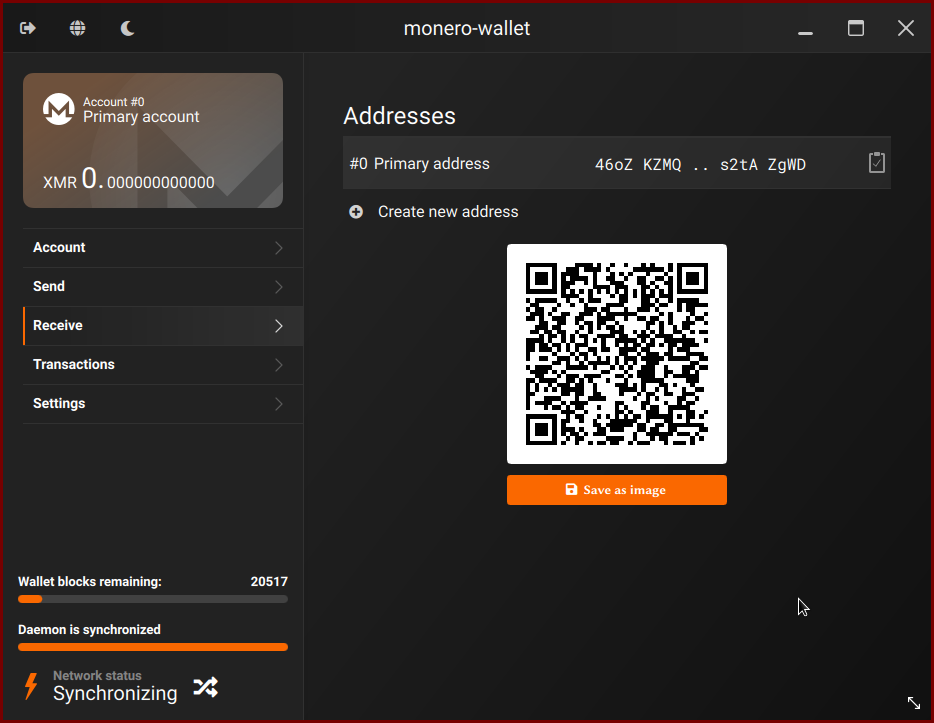 monero-wallet
Account #0
Primary account
XMR 0.000000000000
Account
Send
Receive
Transactions
Settings
Wallet blocks remaining: 20517
Daemon is synchronized
Network status
Synchronizing
Addresses
#0 Primary address 46oZ KZMQ .. s2tA ZgWD
Create new address
Save as image